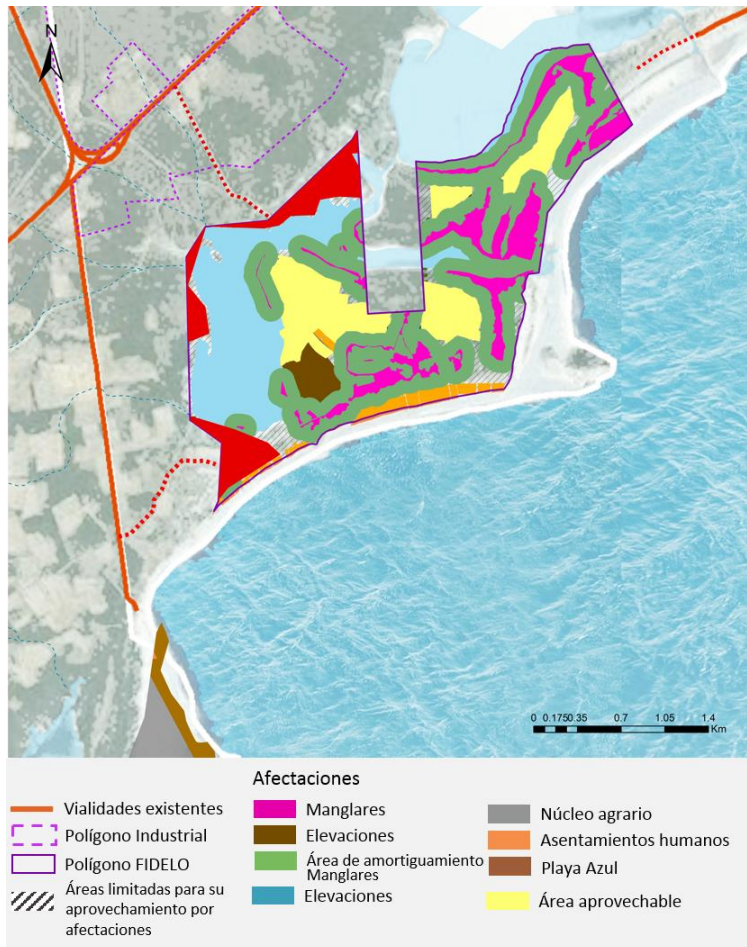 N
0 0.1750.35 0.7 1.05 1.4
Km
Afectaciones
Vialidades existentes
Polígono Industrial
Polígono FIDELO
Áreas limitadas para su
aprovechamiento por
afectaciones
Manglares
Elevaciones
Área de amortiguamiento
Manglares
Elevaciones
Núcleo agrario
Asentamientos humanos
Playa Azul
Área aprovechable